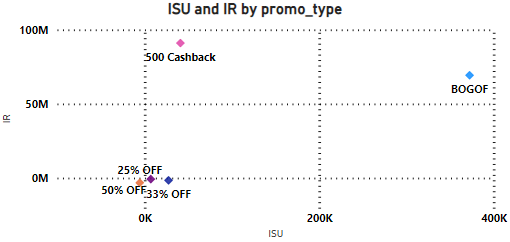 ISU and IR by promo_type
100M
500 Cashback
BOGOF
50M
IR
25% OFF
0M
50% OFF
33% OFF
0K
200K
400K
ISU